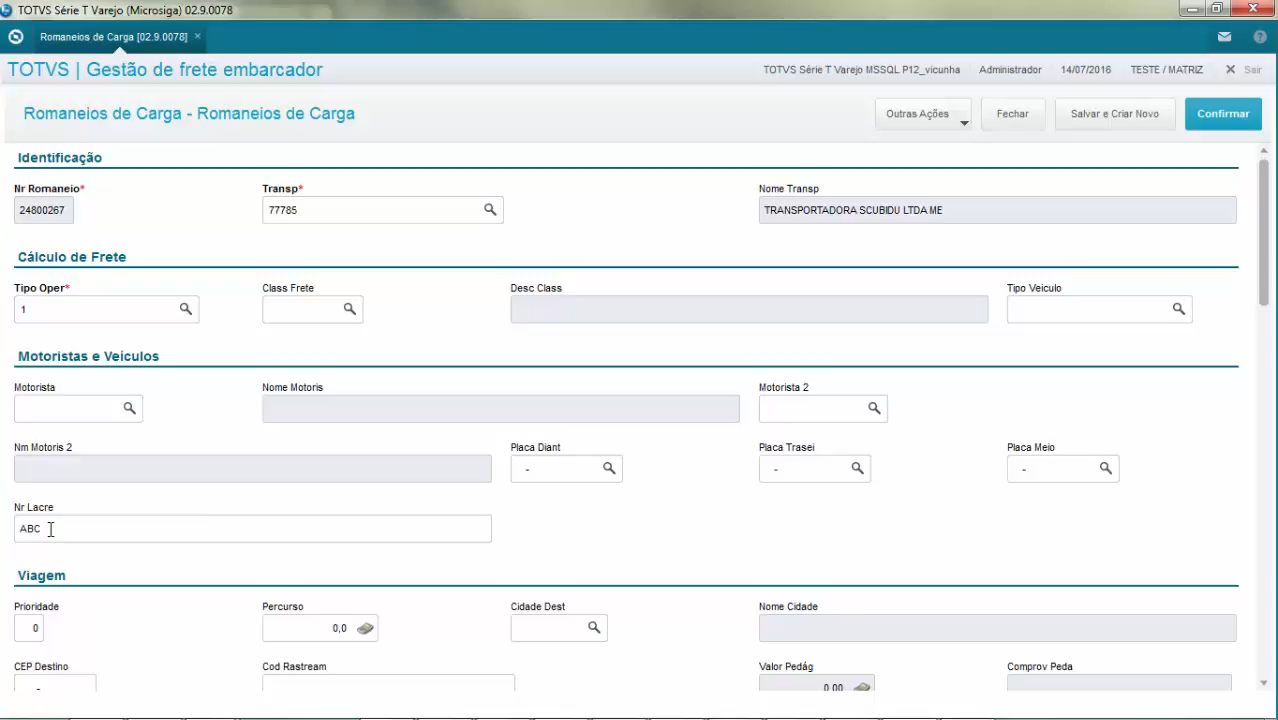 TOTVS Série T Varejo (Microsiga) 02.9.0078
Romaneios de Carga [02.9.0078]
TOTVS | Gestão de frete embarcador
TOTVS Série T Varejo MSSQL P12_vicunha Administrador 14/07/2016 TESTE / MATRIZ X Sair
Romaneios de Carga - Romaneios de Carga
Outras Ações Fechar Salvar e Criar Novo Confirmar
Identificação
Nr Romaneio* Transp* Nome Transp
24800267 77785 TRANSPORTADORA SCUBIDU LTDA ME
Cálculo de Frete
Tipo Oper* Class Frete Desc Class Tipo Veiculo
1
Motoristas e Veículos
Motorista Nome Motoris Motorista 2
Nm Motoris 2 Placa Diant Placa Trasei Placa Meio
- - -
Nr Lacre
ABC
Viagem
Prioridade Percurso Cidade Dest Nome Cidade
0 0,0
CEP Destino Cod Rastream Valor Pedág Comprov Peda
- 0,00